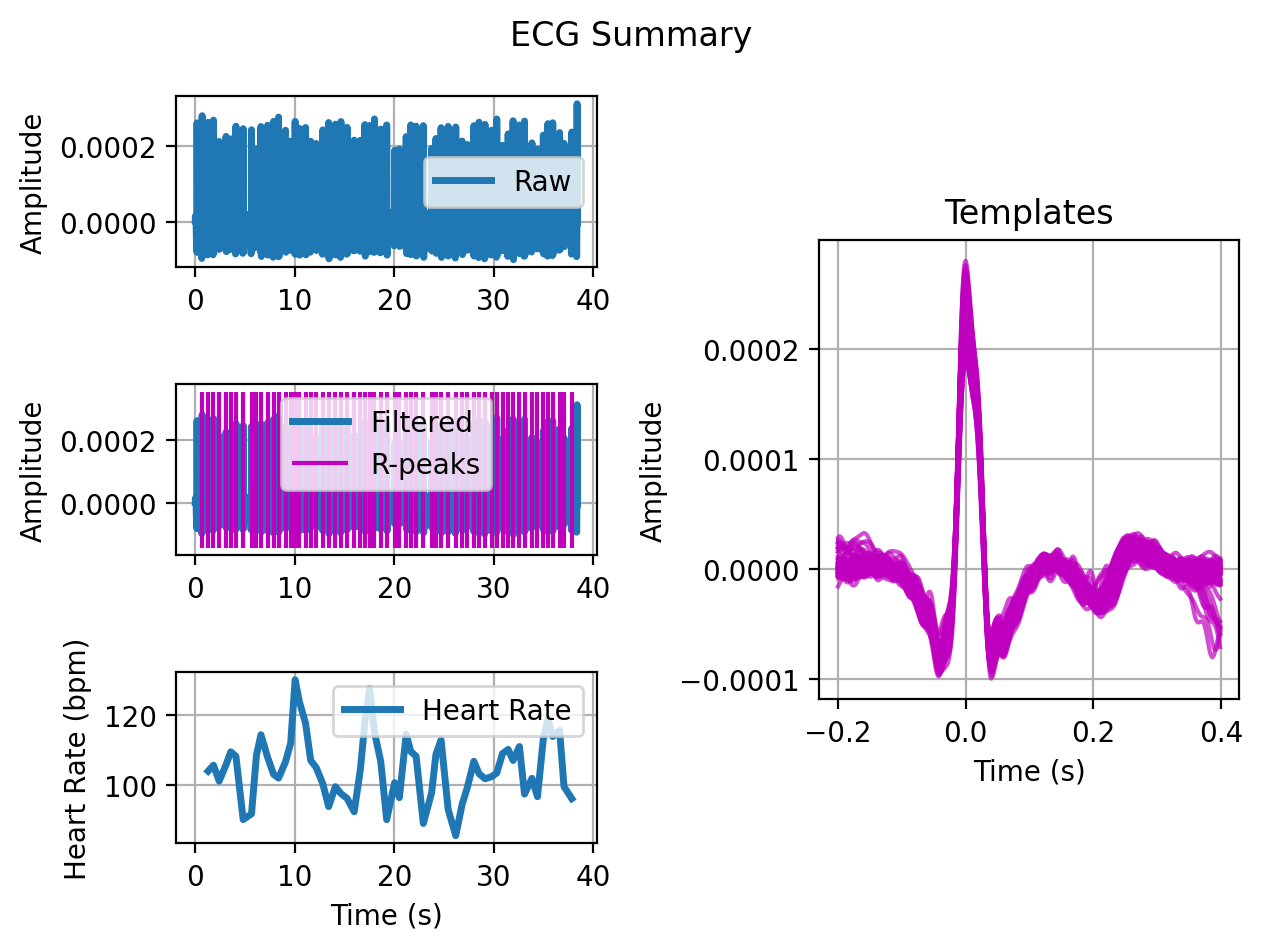 ECG Summary
Amplitude
0.0002
0.0000
Raw
0
10
20
30
40
Amplitude
0.0002
0.0000
Filtered
R-peaks
0
10
20
30
40
Heart Rate (bpm)
120
100
Heart Rate
0
10
20
30
40
Time (s)
Templates
Amplitude
0.0002
0.0001
0.0000
−0.0001
−0.2
0.0
0.2
0.4
Time (s)